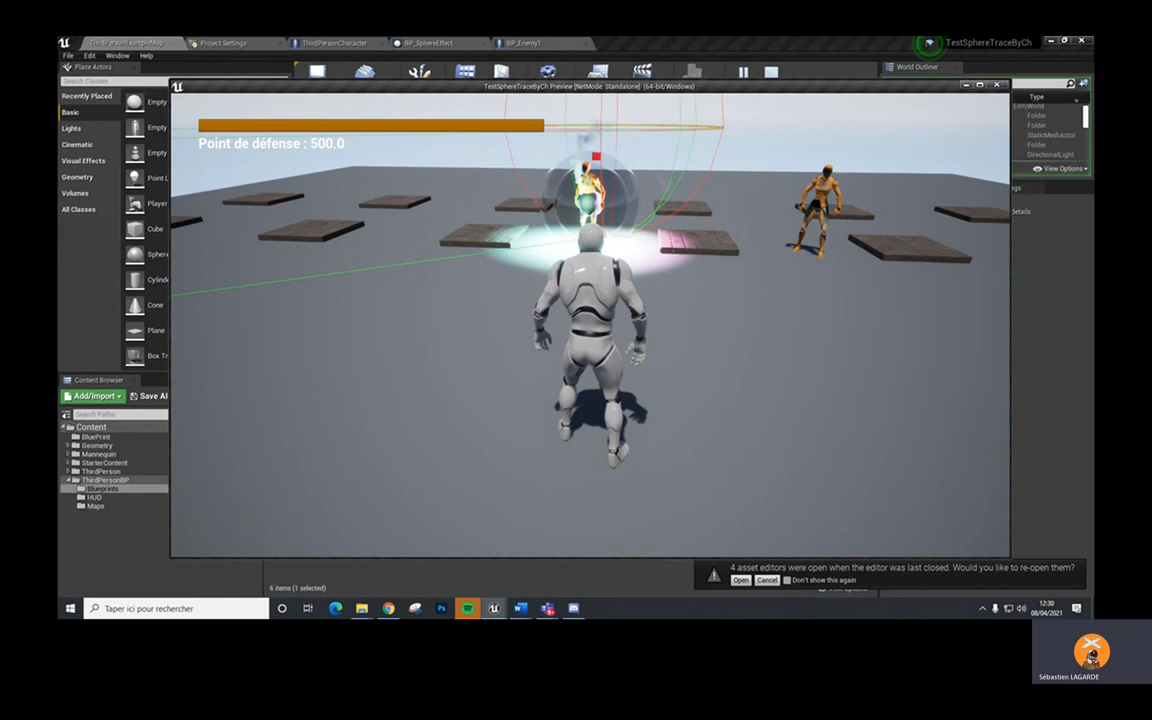 ThirdPersonExampleMap
Project Settings
ThirdPersonCharacter
BP_SphereEffect
BP_Enemy1
TestSphereTraceByCh
File Edit Window Help
Place Actors
World Outliner
Search Classes
TestSphereTraceByCh Preview [NetMode: Standalone] (64-bit/Windows)
Recently Placed
Basic
Lights
Cinematic
Visual Effects
Geometry
Volumes
All Classes
Empty
Empty
Empty
Point L
Player
Cube
Sphere
Cylind
Cone
Plane
Box Tr
Point de défense : 500.0
Type
EditoWorld
Folder
Folder
StaticMeshActor
Folder
DirectionalLight
View Options
details
Content Browser
Add/Import
Save Al
Search Paths
Content
BluePrint
Geometry
Mannequin
StarterContent
ThirdPerson
ThirdPersonBP
Blueprints
HUD
Maps
6 items (1 selected)
4 asset editors were open when the editor was last closed. Would you like to re-open them?
Open Cancel Don't show this again
Taper ici pour rechercher
12:30
08/04/2021
Sébastien LAGARDE